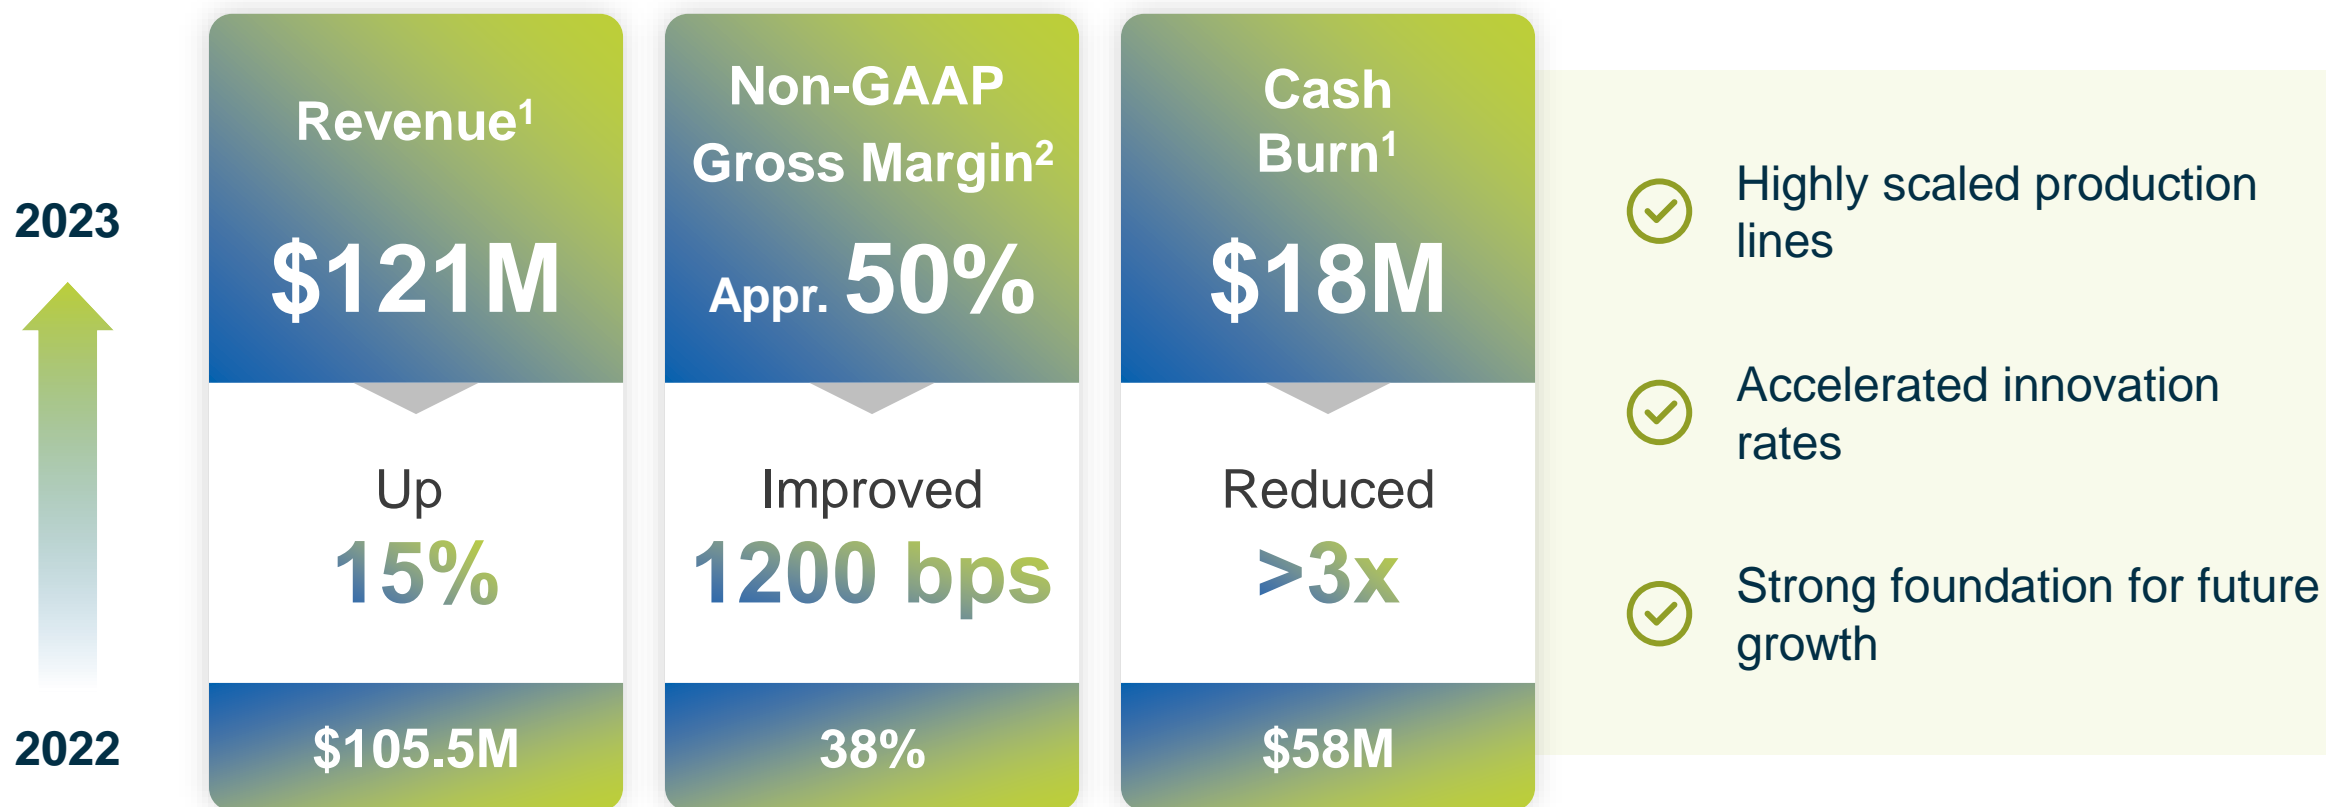 2023
2022
Revenue1
$121M
Up
15%
$105.5M
Non-GAAP
Gross Margin2
Appr. 50%
Improved
1200 bps
38%
Cash
Burn1
$18M
Reduced
>3x
$58M
Highly scaled production
lines
Accelerated innovation
rates
Strong foundation for future
growth